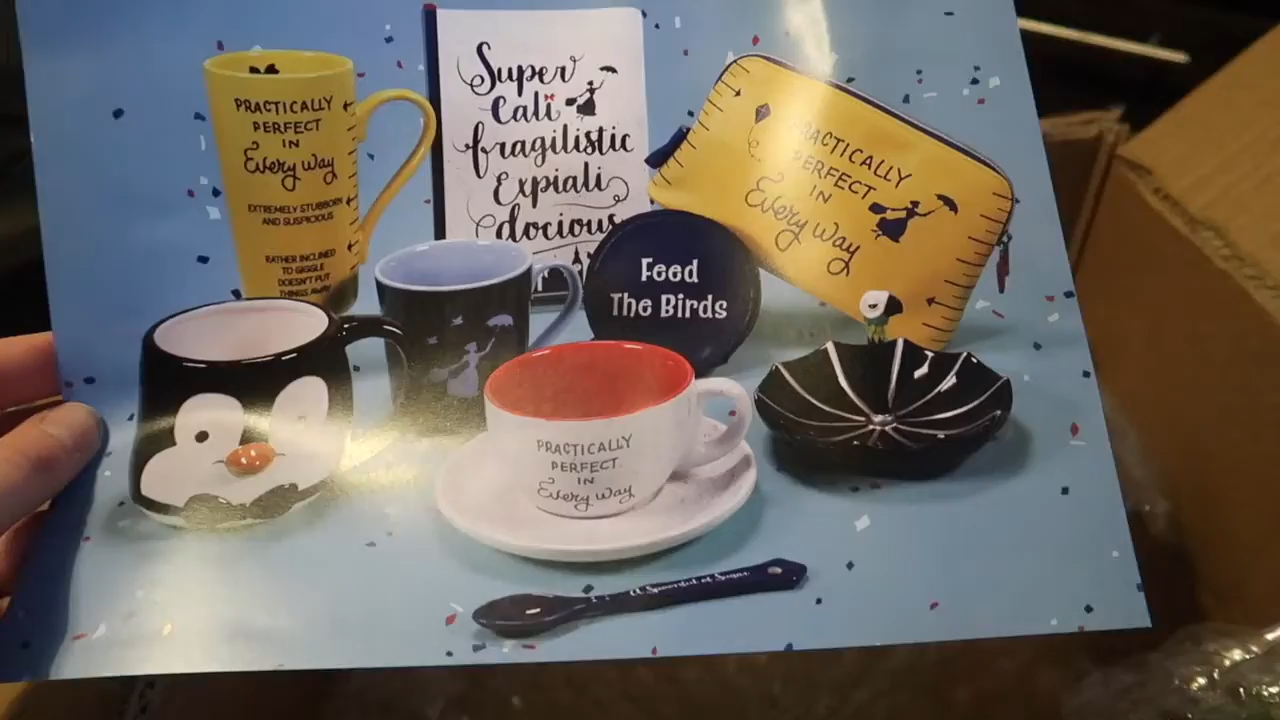 PRACTICALLY
PERFECT
IN
Every Way
EXTREMELY STUBBORN
AND SUSPICIOUS
RATHER INCLINED
TO GIGGLE
DOESN'T PUT
THINGS Away
Super
Cali
fragilistic
Expiali
docious
PRACTICALLY
PERFECT
IN
Every Way
Feed
The Birds
PRACTICALLY
PERFECT
IN
Every Way
A Spoonful of Sugar